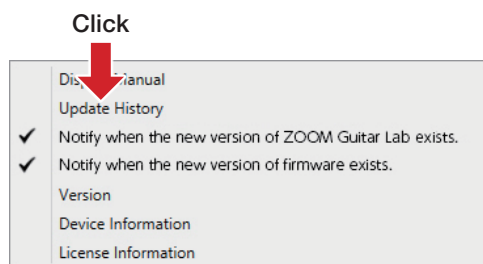 Click
Manual
Update History
✓ Notify when the new version of ZOOM Guitar Lab exists.
✓ Notify when the new version of firmware exists.
Version
Device Information
License Information